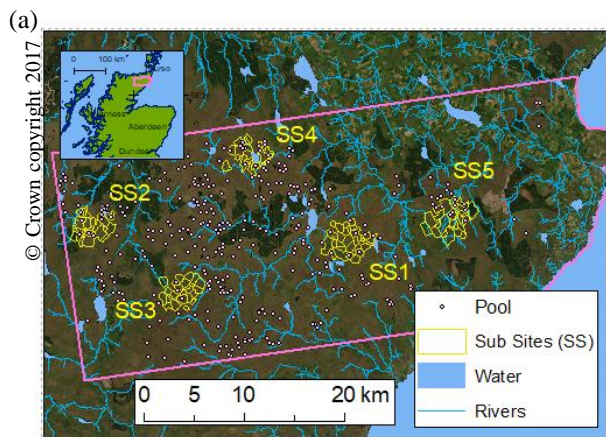 (a)
© Crown copyright 2017
0 100 km
Aberdeen
Dundee
SS4
SS2
SS5
SS1
SS3
Pool
Sub Sites (SS)
Water
Rivers
0 5 10 20 km